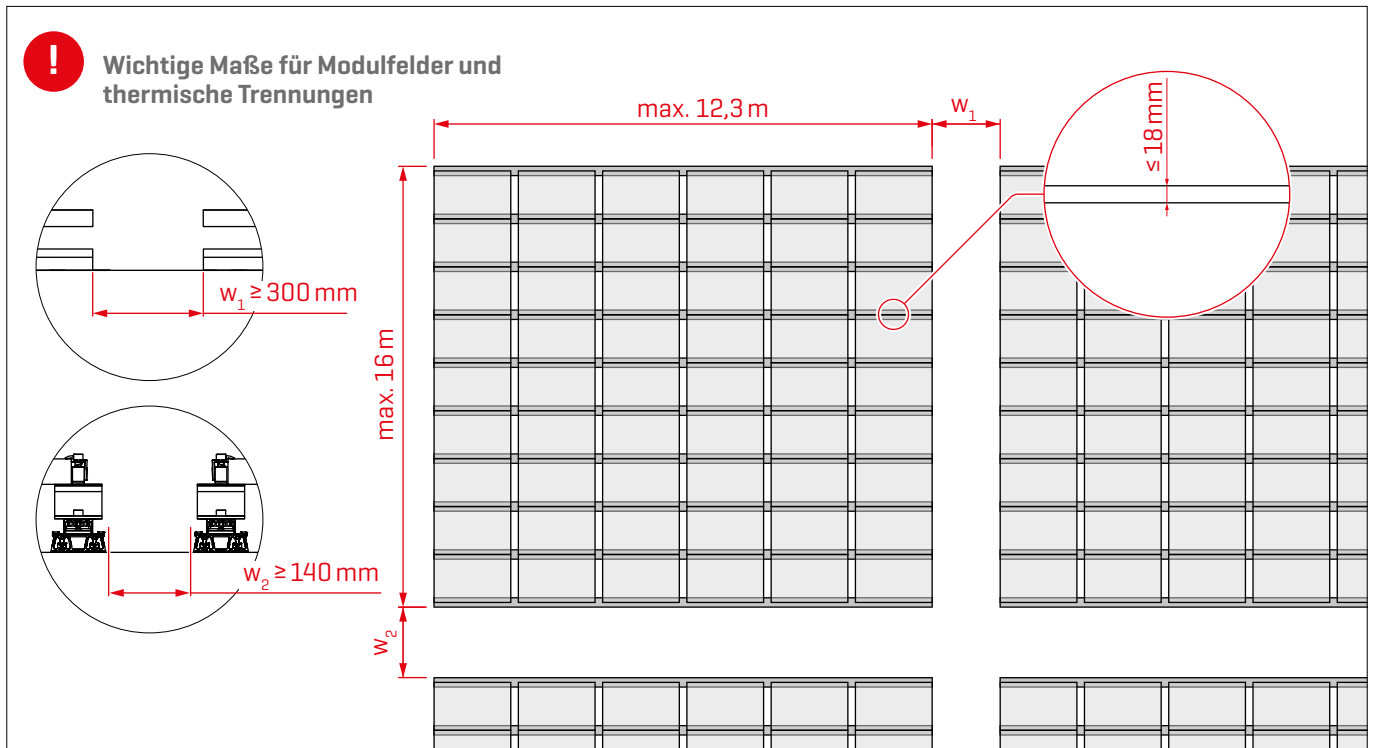 !
Wichtige Maße für Modulfelder und
thermische Trennungen
max. 12,3 m
w₁
≤ 18 mm
w₁ ≥ 300 mm
max. 16 m
w₂ ≥ 140 mm
w₂